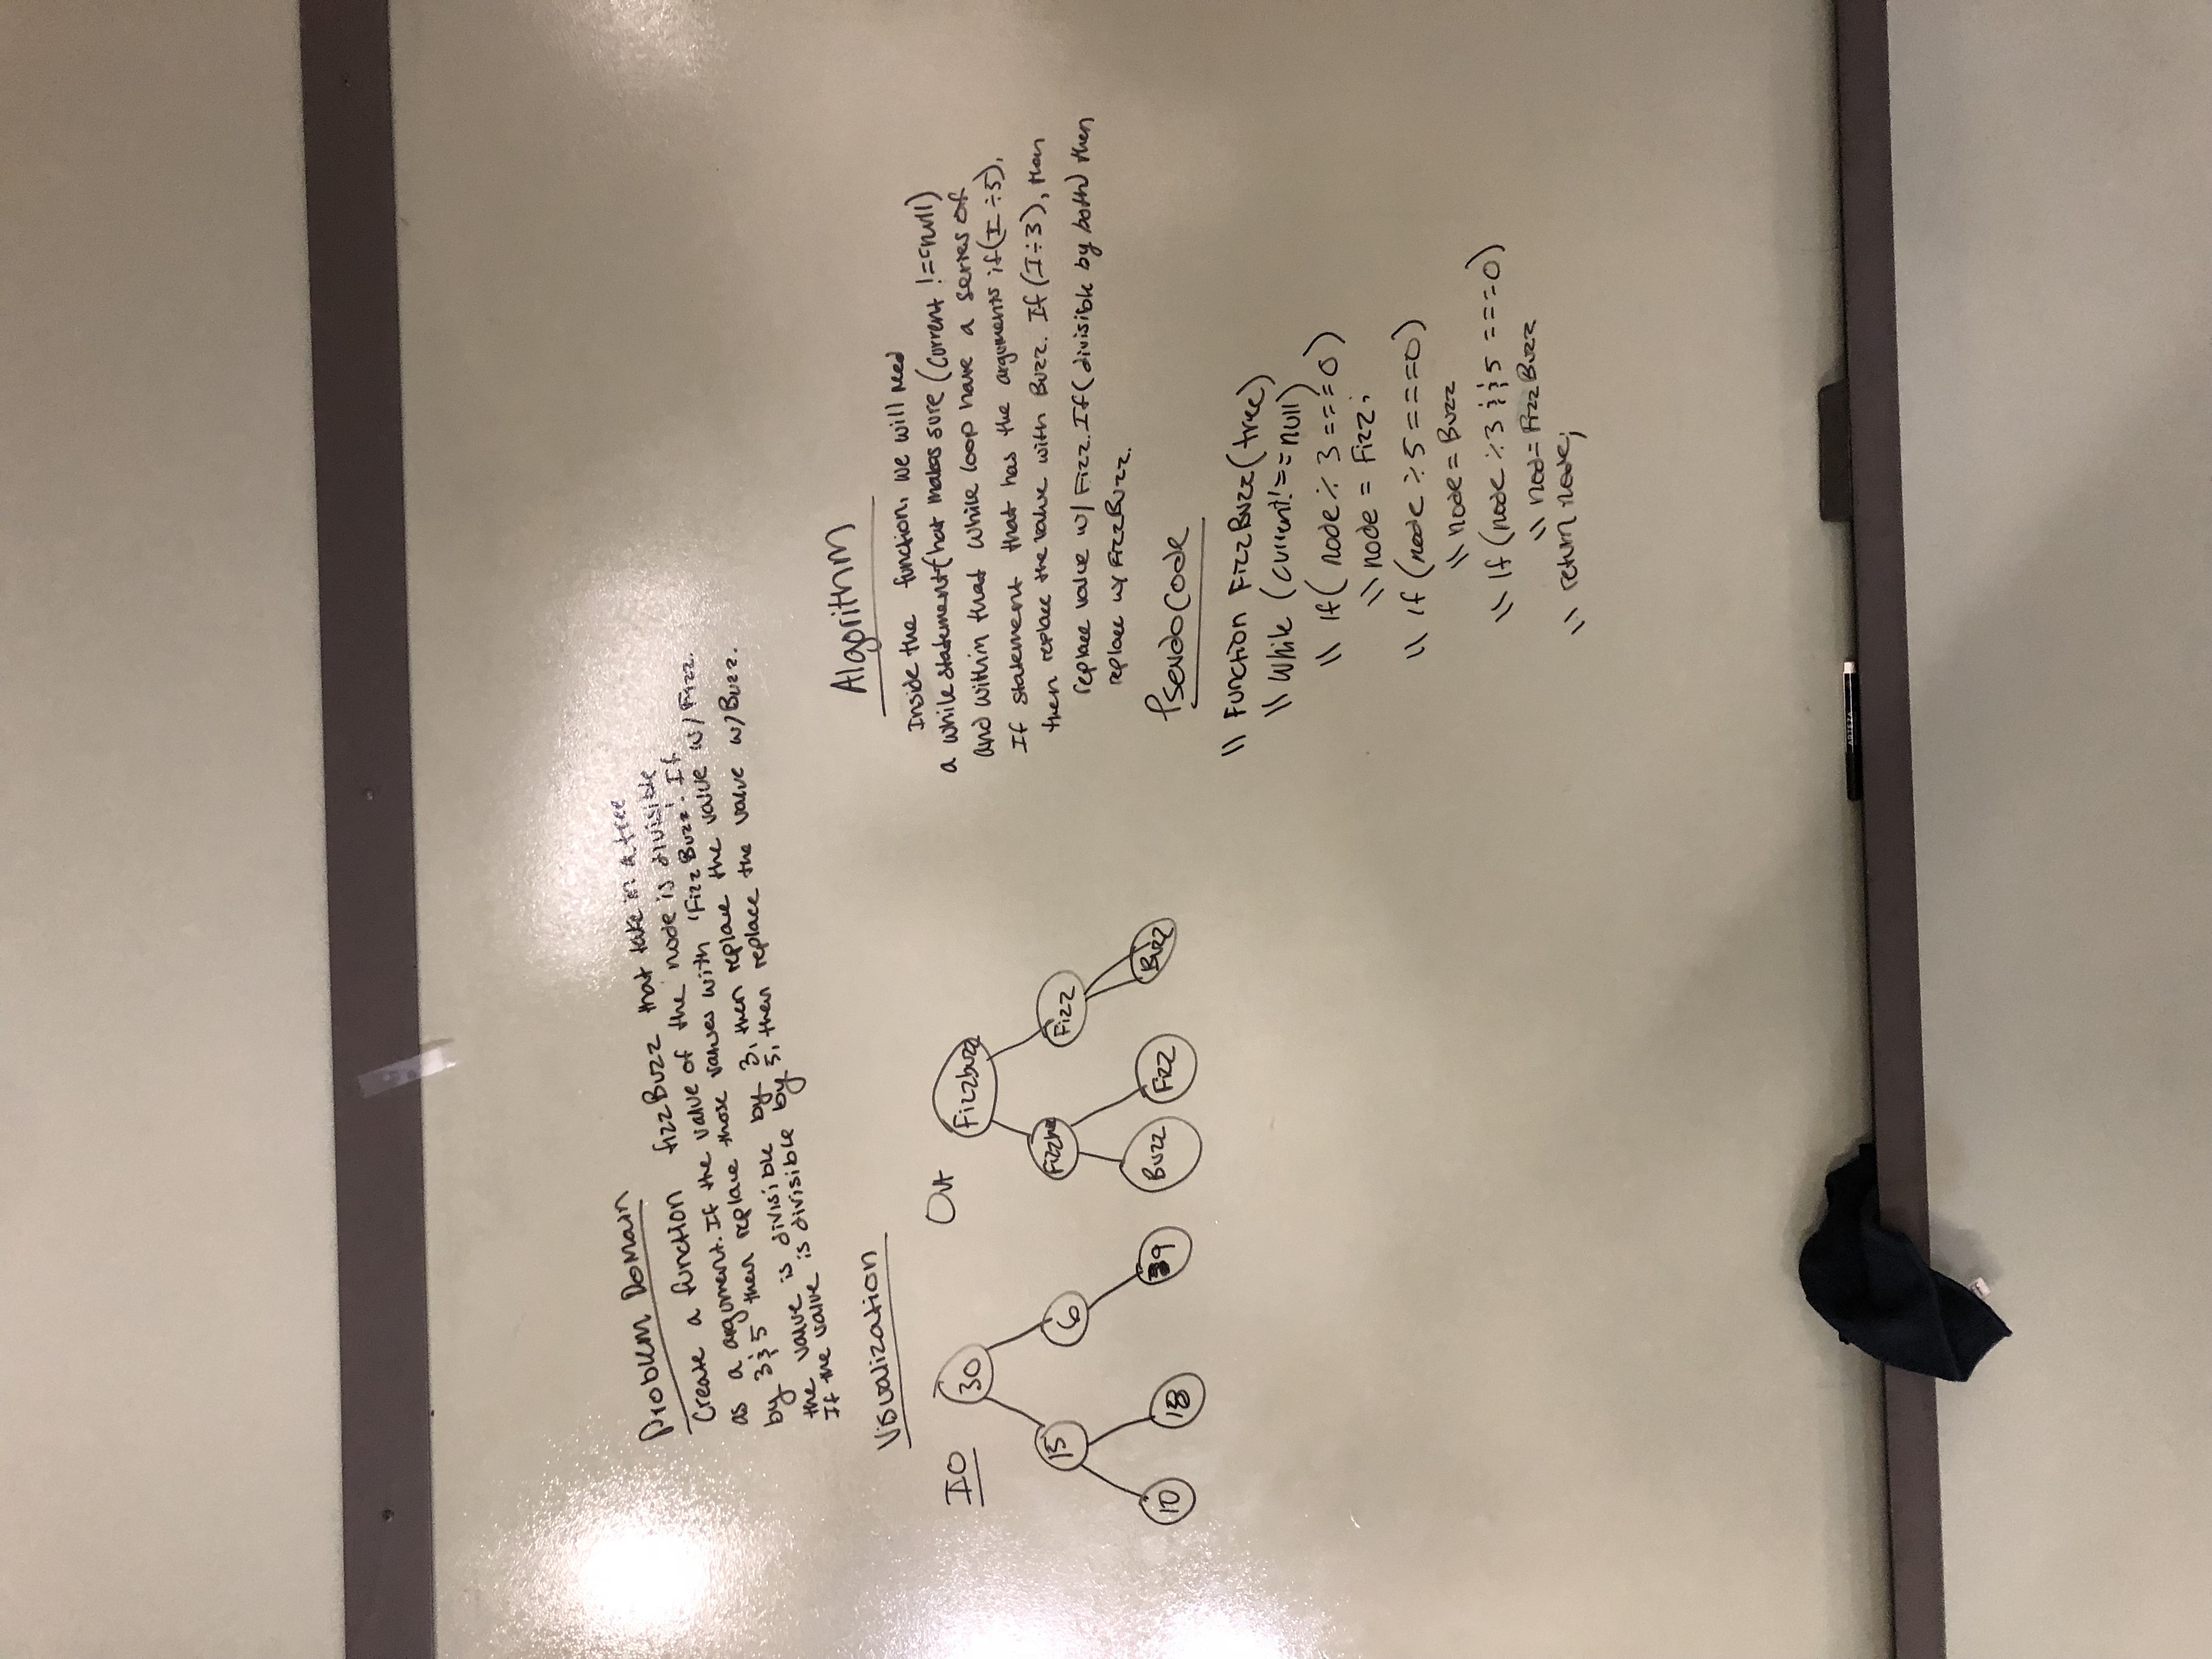 Problem Domain
Create a function fizzBuzz that take in a tree
as a argument. If the value of the node is divisible
by 3 & 5 then replace those values with 'FizzBuzz'. If
the value is divisible by 3, then replace the value w/ Fizz.
If the value is divisible by 5, then replace the value w/ Buzz.
Visualization
IO
30
15 6
10 18 39
Out
Fizzbuzz
Fizz
Buzz Fizz Buzz
Algorithm
Inside the function, we will need
a while statement that makes sure (current !== null)
and within that while loop have a series of
If statement that has the arguments if (I ÷ 5),
then replace the value with Buzz. If (I ÷ 3), then
replace value w/ Fizz. If (divisible by both) then
replace w/ FizzBuzz.
PseudoCode
\\ Function FizzBuzz (tree)
\\ While (current !== null)
\\ If ( node % 3 === 0 )
\\ node = Fizz;
\\ If (node % 5 === 0)
\\ node = Buzz
\\ If (node % 3 && 5 === 0)
\\ nod = FizzBuzz
\\ return node;
ARTEZA